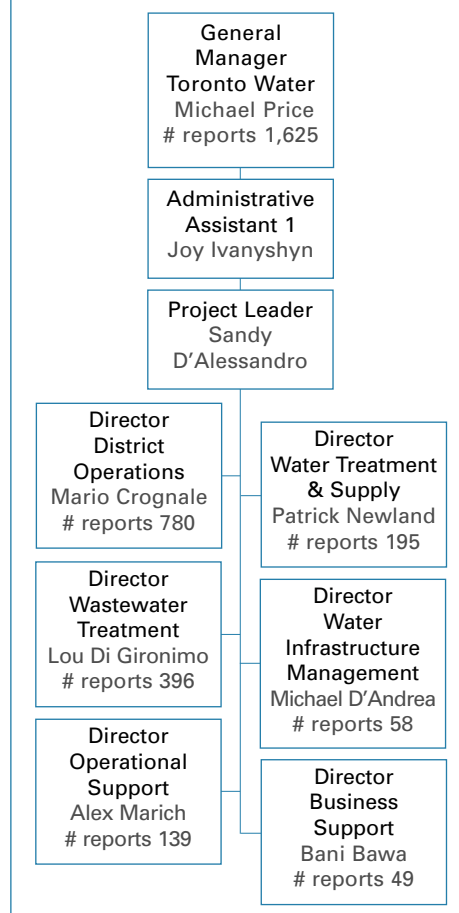 General
Manager
Toronto Water
Michael Price
# reports 1,625
Administrative
Assistant 1
Joy Ivanyshyn
Project Leader
Sandy
D’Alessandro
Director
District
Operations
Mario Crognale
# reports 780
Director
Water Treatment
& Supply
Patrick Newland
# reports 195
Director
Wastewater
Treatment
Lou Di Gironimo
# reports 396
Director
Water
Infrastructure
Management
Michael D’Andrea
# reports 58
Director
Operational
Support
Alex Marich
# reports 139
Director
Business
Support
Bani Bawa
# reports 49